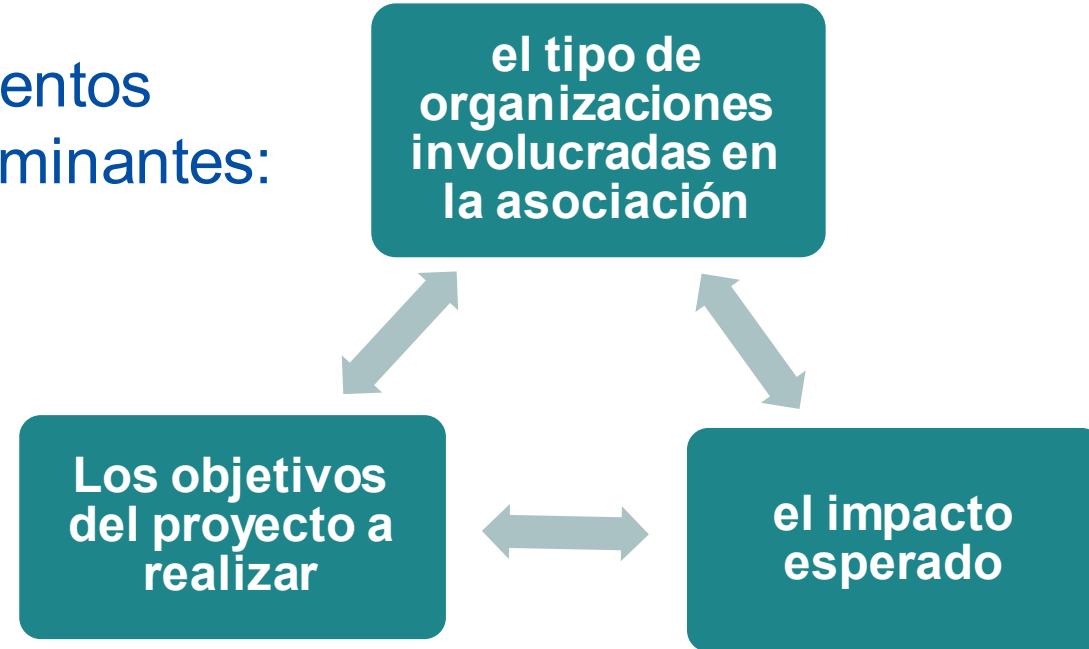 entos
minantes:
el tipo de
organizaciones
involucradas en
la asociación
Los objetivos
del proyecto a
realizar
el impacto
esperado